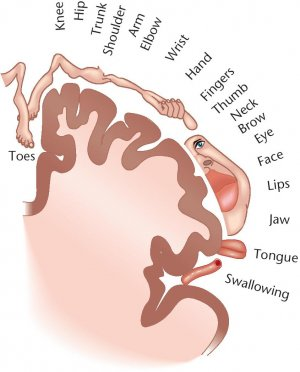 Toes
Knee
Hip
Trunk
Shoulder
Arm
Elbow
Wrist
Hand
Fingers
Thumb
Neck
Brow
Eye
Face
Lips
Jaw
Tongue
Swallowing